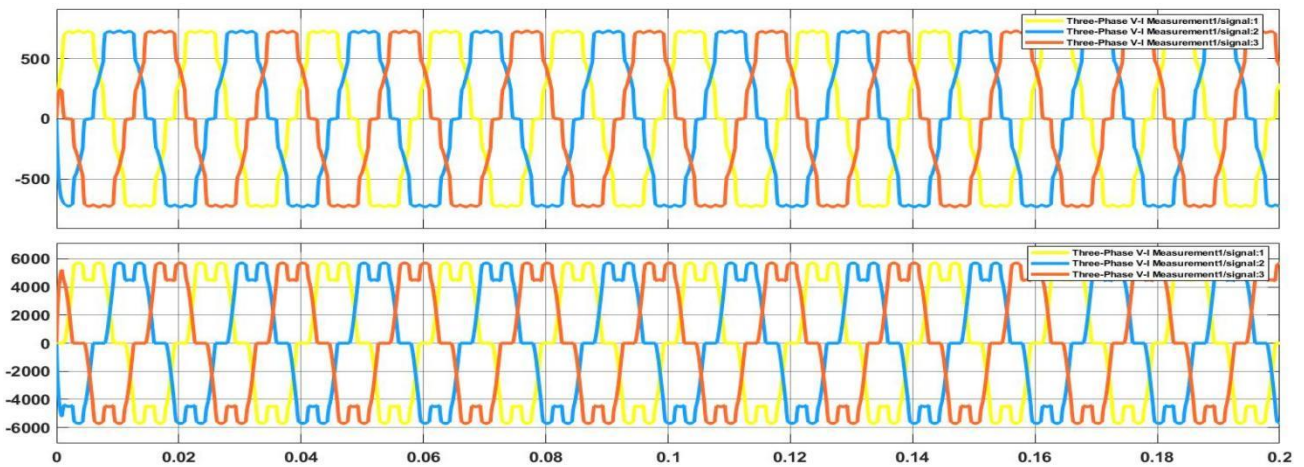 Three-Phase V-I Measurement1/signal:1
Three-Phase V-I Measurement1/signal:2
Three-Phase V-I Measurement1/signal:3
500
0
-500
Three-Phase V-I Measurement1/signal:1
Three-Phase V-I Measurement1/signal:2
Three-Phase V-I Measurement1/signal:3
6000
4000
2000
0
-2000
-4000
-6000
0 0.02 0.04 0.06 0.08 0.1 0.12 0.14 0.16 0.18 0.2